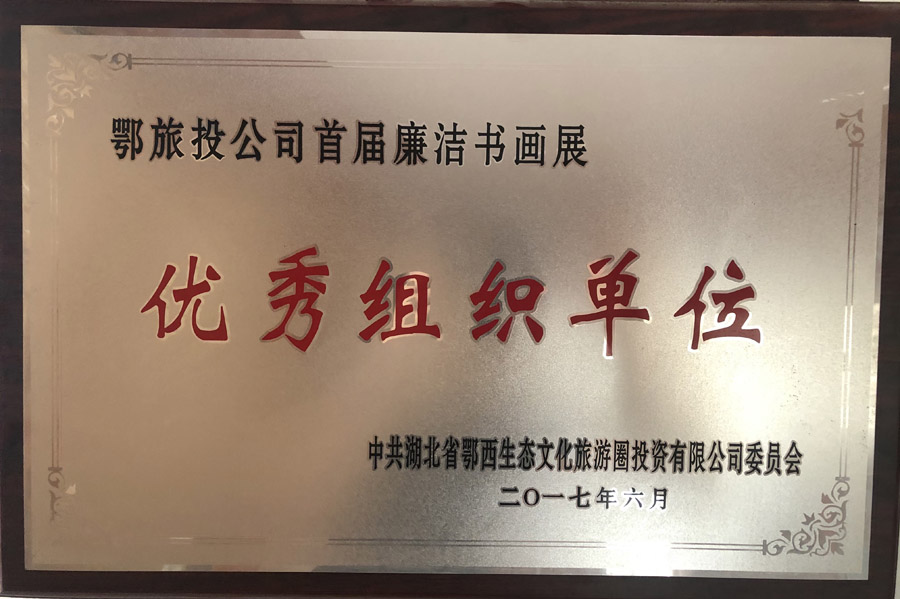 鄂旅投公司首届廉洁书画展
优秀组织单位
中共湖北省鄂西生态文化旅游圈投资有限公司委员会
二〇一七年六月